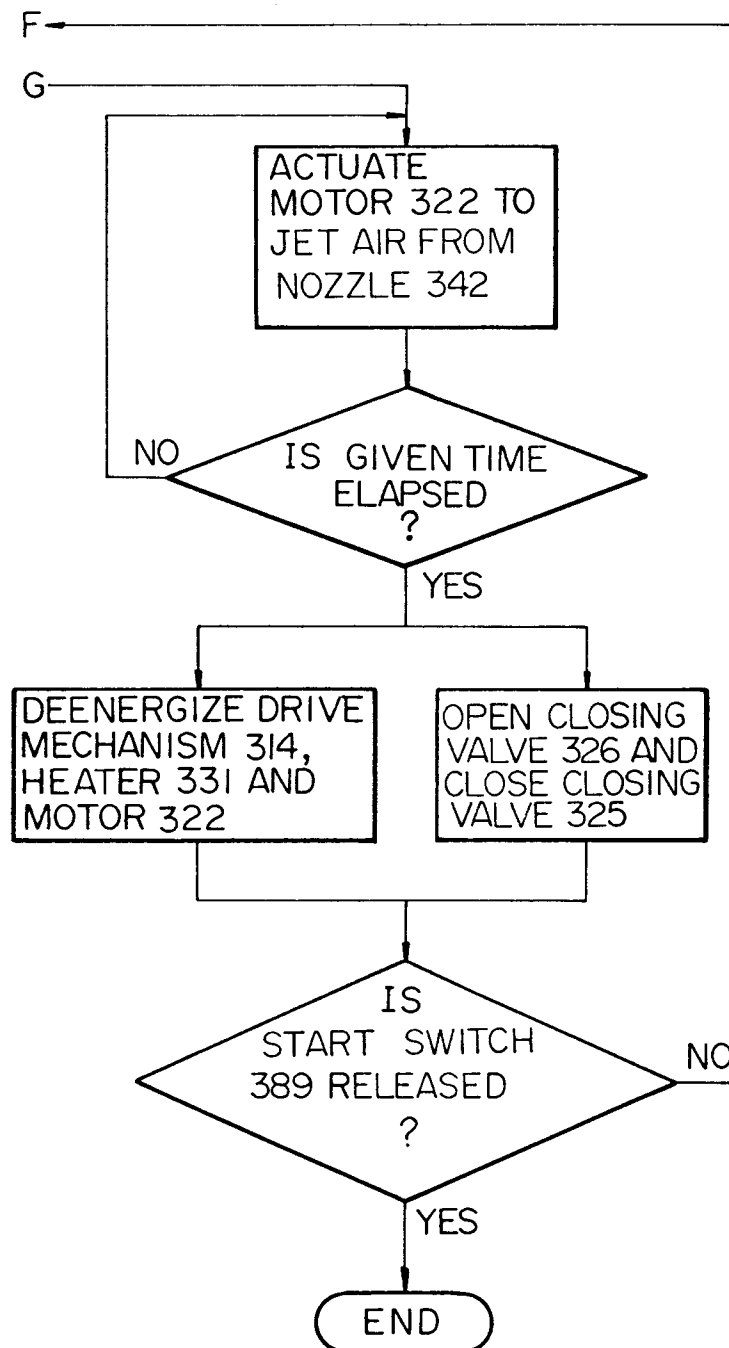 F
G
ACTUATE
MOTOR 322 TO
JET AIR FROM
NOZZLE 342
NO
IS GIVEN TIME
ELAPSED
?
YES
DEENERGIZE DRIVE
MECHANISM 314,
HEATER 331 AND
MOTOR 322
OPEN CLOSING
VALVE 326 AND
CLOSE CLOSING
VALVE 325
IS
START SWITCH
389 RELEASED
?
NO
YES
END